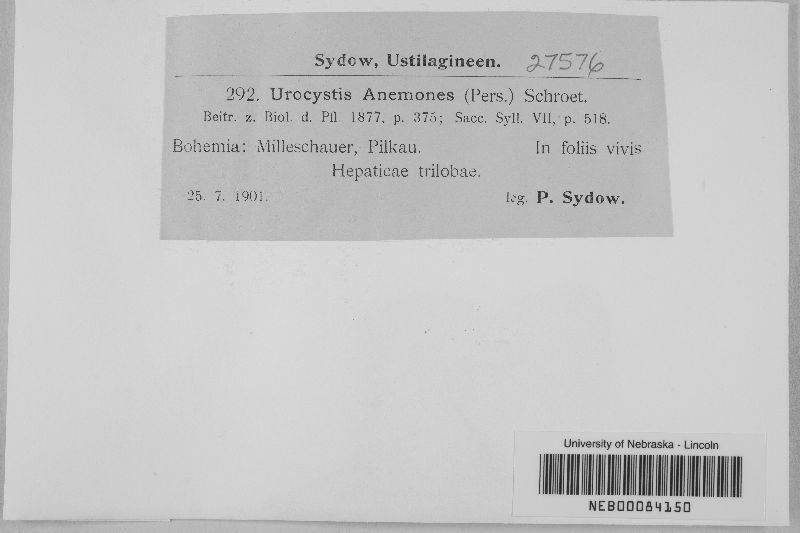 Sydow, Ustilagineen. 27576
292. Urocystis Anemones (Pers.) Schroet.
Beitr. z. Biol. d. Pfl. 1877, p. 375; Sacc. Syll. VII, p. 518.
Bohemia: Milleschauer, Pilkau. In foliis vivis
Hepaticae trilobae.
25. 7. 1901. leg. P. Sydow.
University of Nebraska - Lincoln
NEB00084150